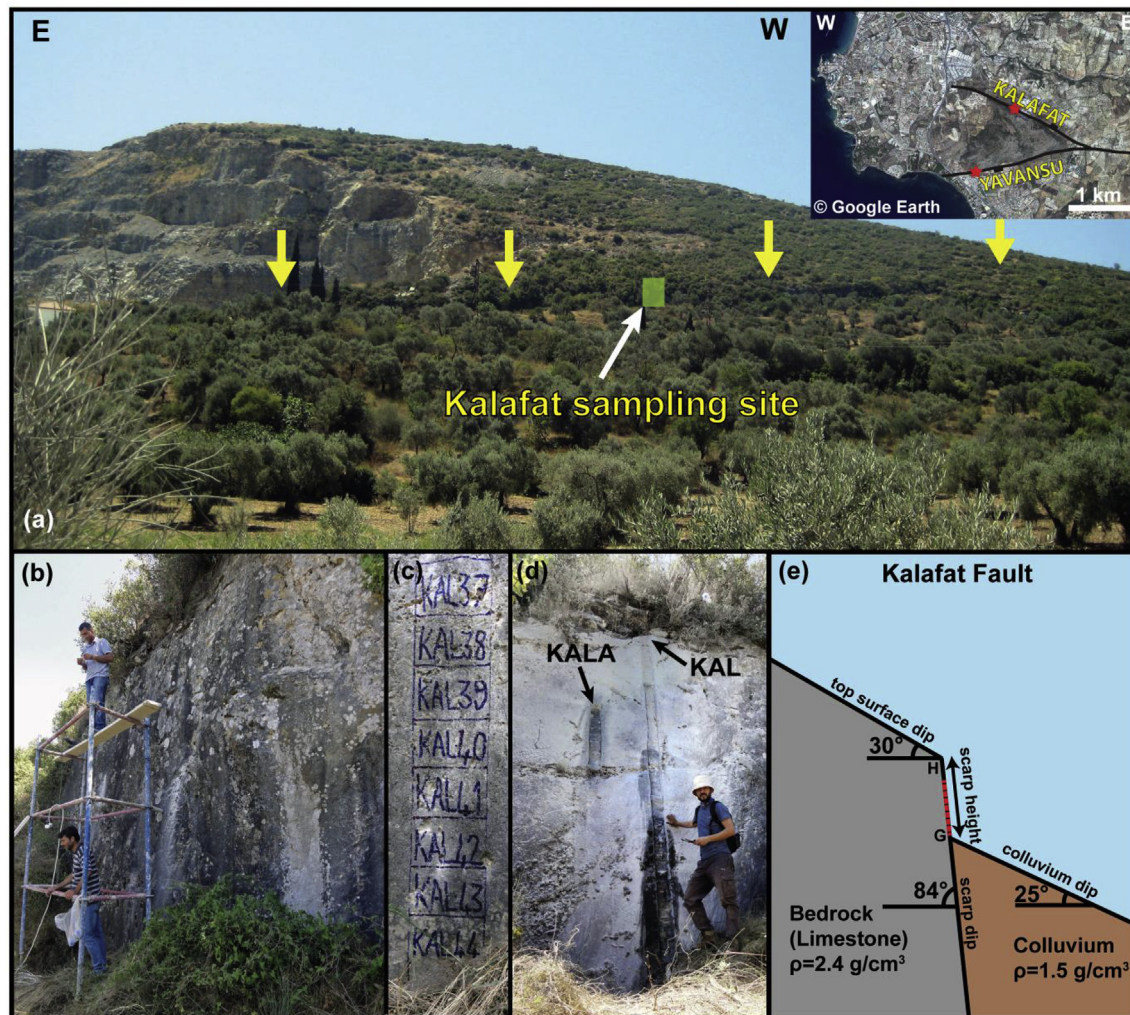 E
W
W
E
KALAFAT
YAVANSU
1 km
© Google Earth
Kalafat sampling site
(a)
(b)
(c)
KAL37
KAL38
KAL39
KAL40
KAL41
KAL42
KAL43
KAL44
(d)
KALA
KAL
(e)
Kalafat Fault
top surface dip
30°
H
scarp height
G
colluvium dip
84°
scarp dip
25°
Bedrock
(Limestone)
ρ=2.4 g/cm³
Colluvium
ρ=1.5 g/cm³